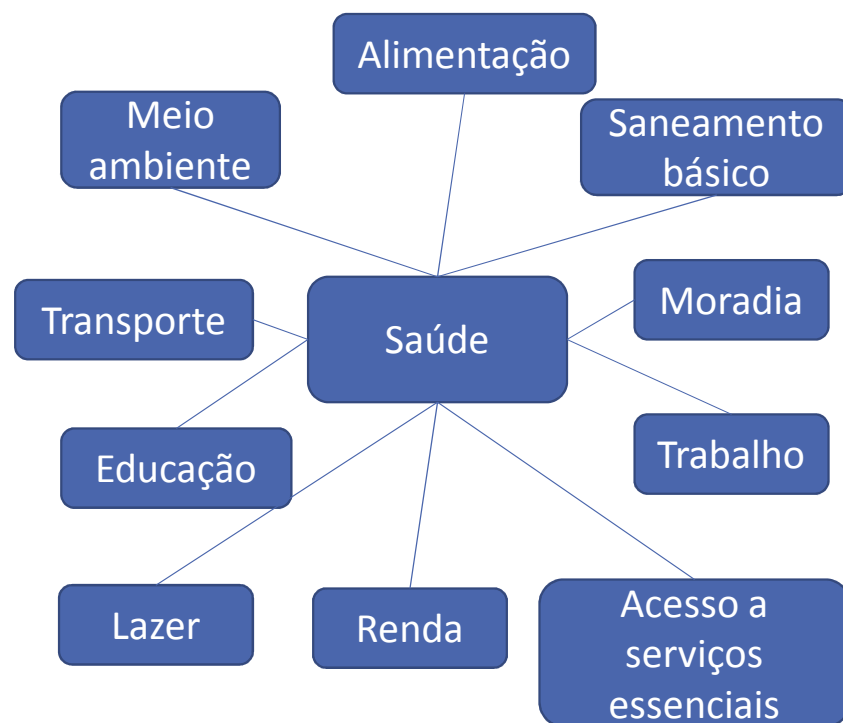 Alimentação
Meio
ambiente
Saneamento
básico
Transporte
Saúde
Moradia
Educação
Trabalho
Lazer
Renda
Acesso a
serviços
essenciais